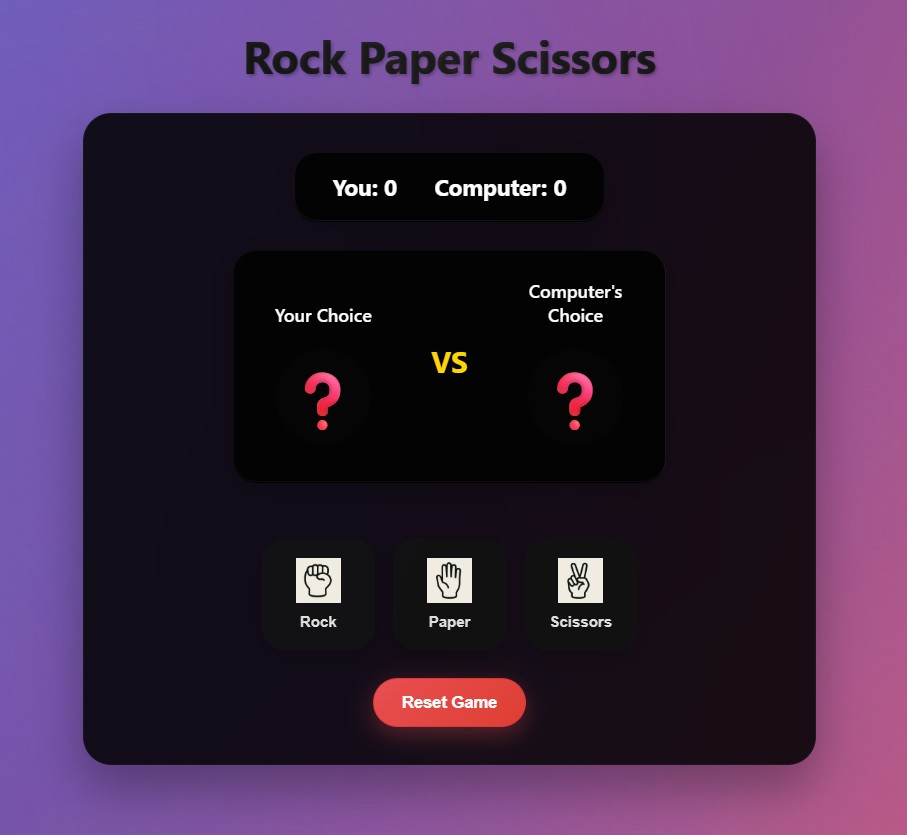 Rock Paper Scissors
You: 0 Computer: 0
Your Choice
VS
Computer's
Choice
Rock
Paper
Scissors
Reset Game